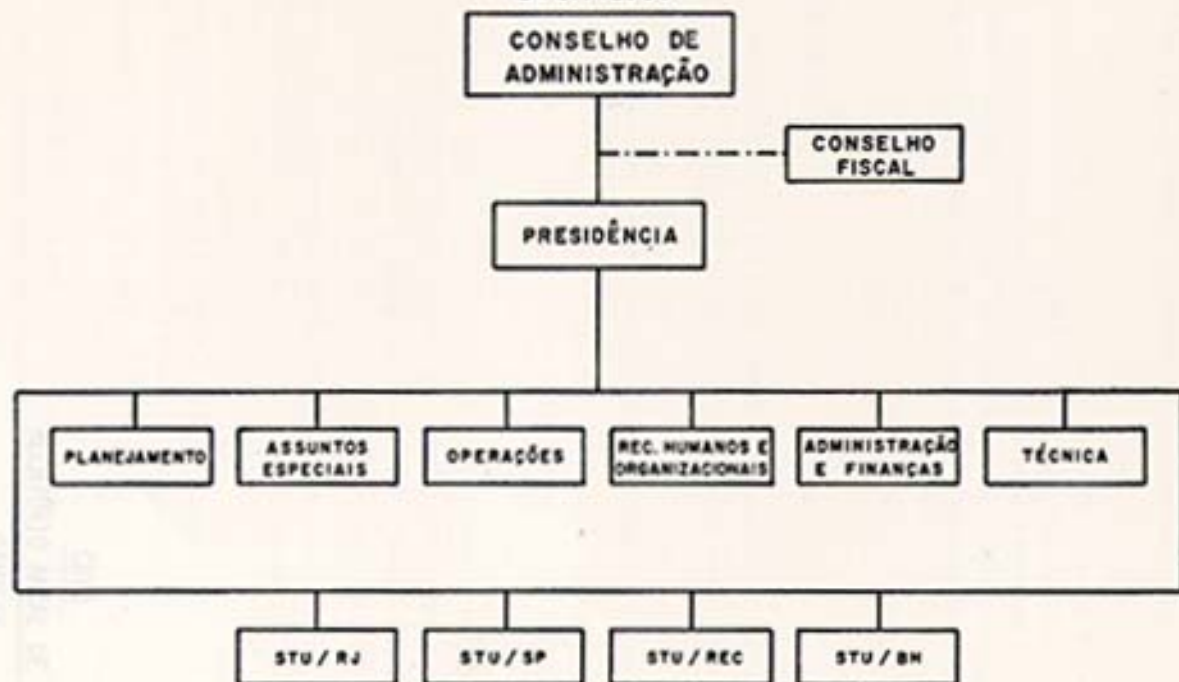 CONSELHO DE
ADMINISTRAÇÃO
CONSELHO
FISCAL
PRESIDÊNCIA
PLANEJAMENTO
ASSUNTOS
ESPECIAIS
OPERAÇÕES
REC. HUMANOS E
ORGANIZACIONAIS
ADMINISTRAÇÃO
E FINANÇAS
TÉCNICA
STU / RJ
STU / SP
STU / REC
STU / BH